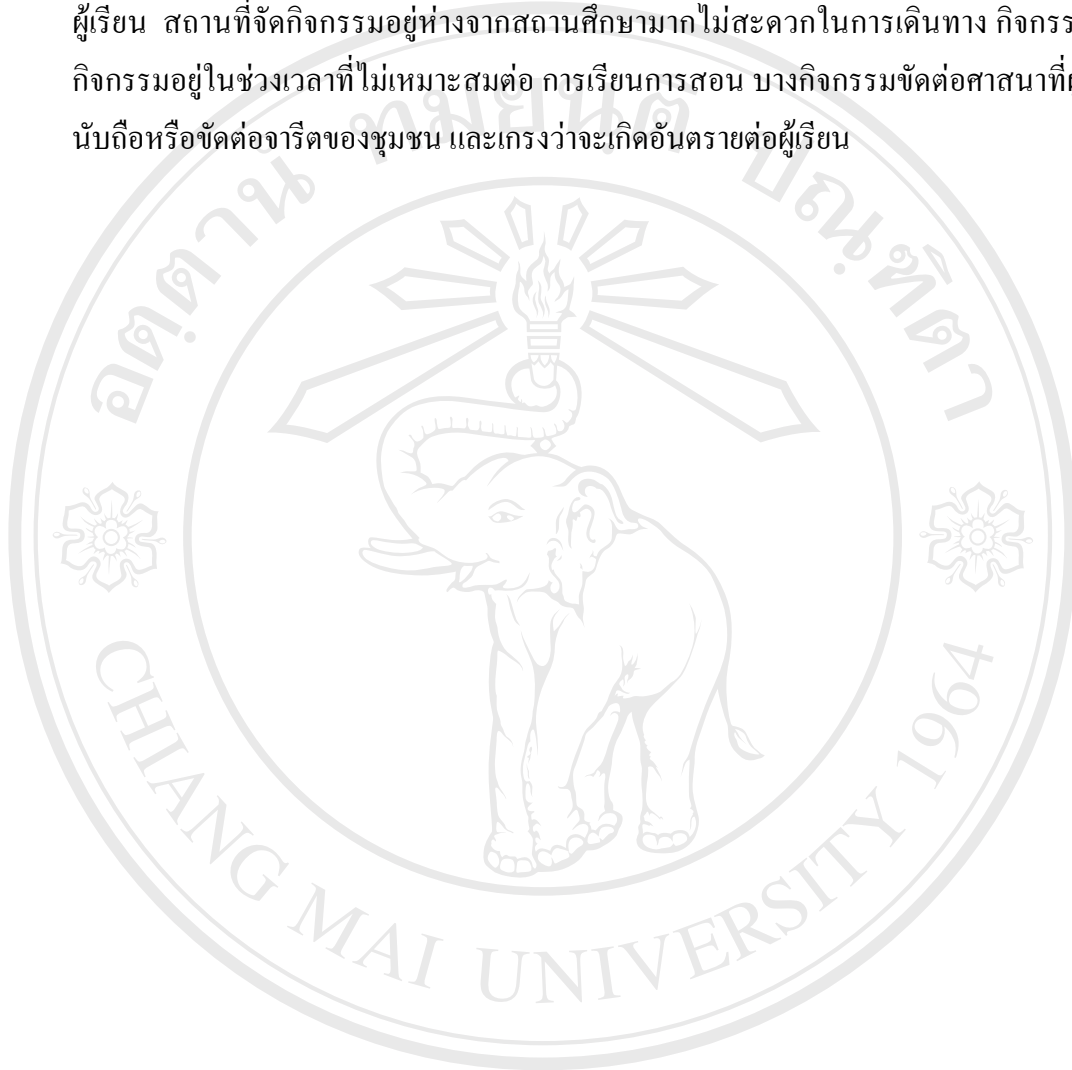 ผู้เรียน สถานที่จัดกิจกรรมอยู่ห่างจากสถานศึกษามากไม่สะดวกในการเดินทาง
กิจกรรมอยู่ในช่วงเวลาที่ไม่เหมาะสมต่อ การเรียนการสอน บางกิจกรรมขัดต่อศาสนาที่
นับถือหรือขัดต่อจารีตของชุมชน และเกรงว่าจะเกิดอันตรายต่อผู้เรียน
CHIANG MAI UNIVERSITY 1964